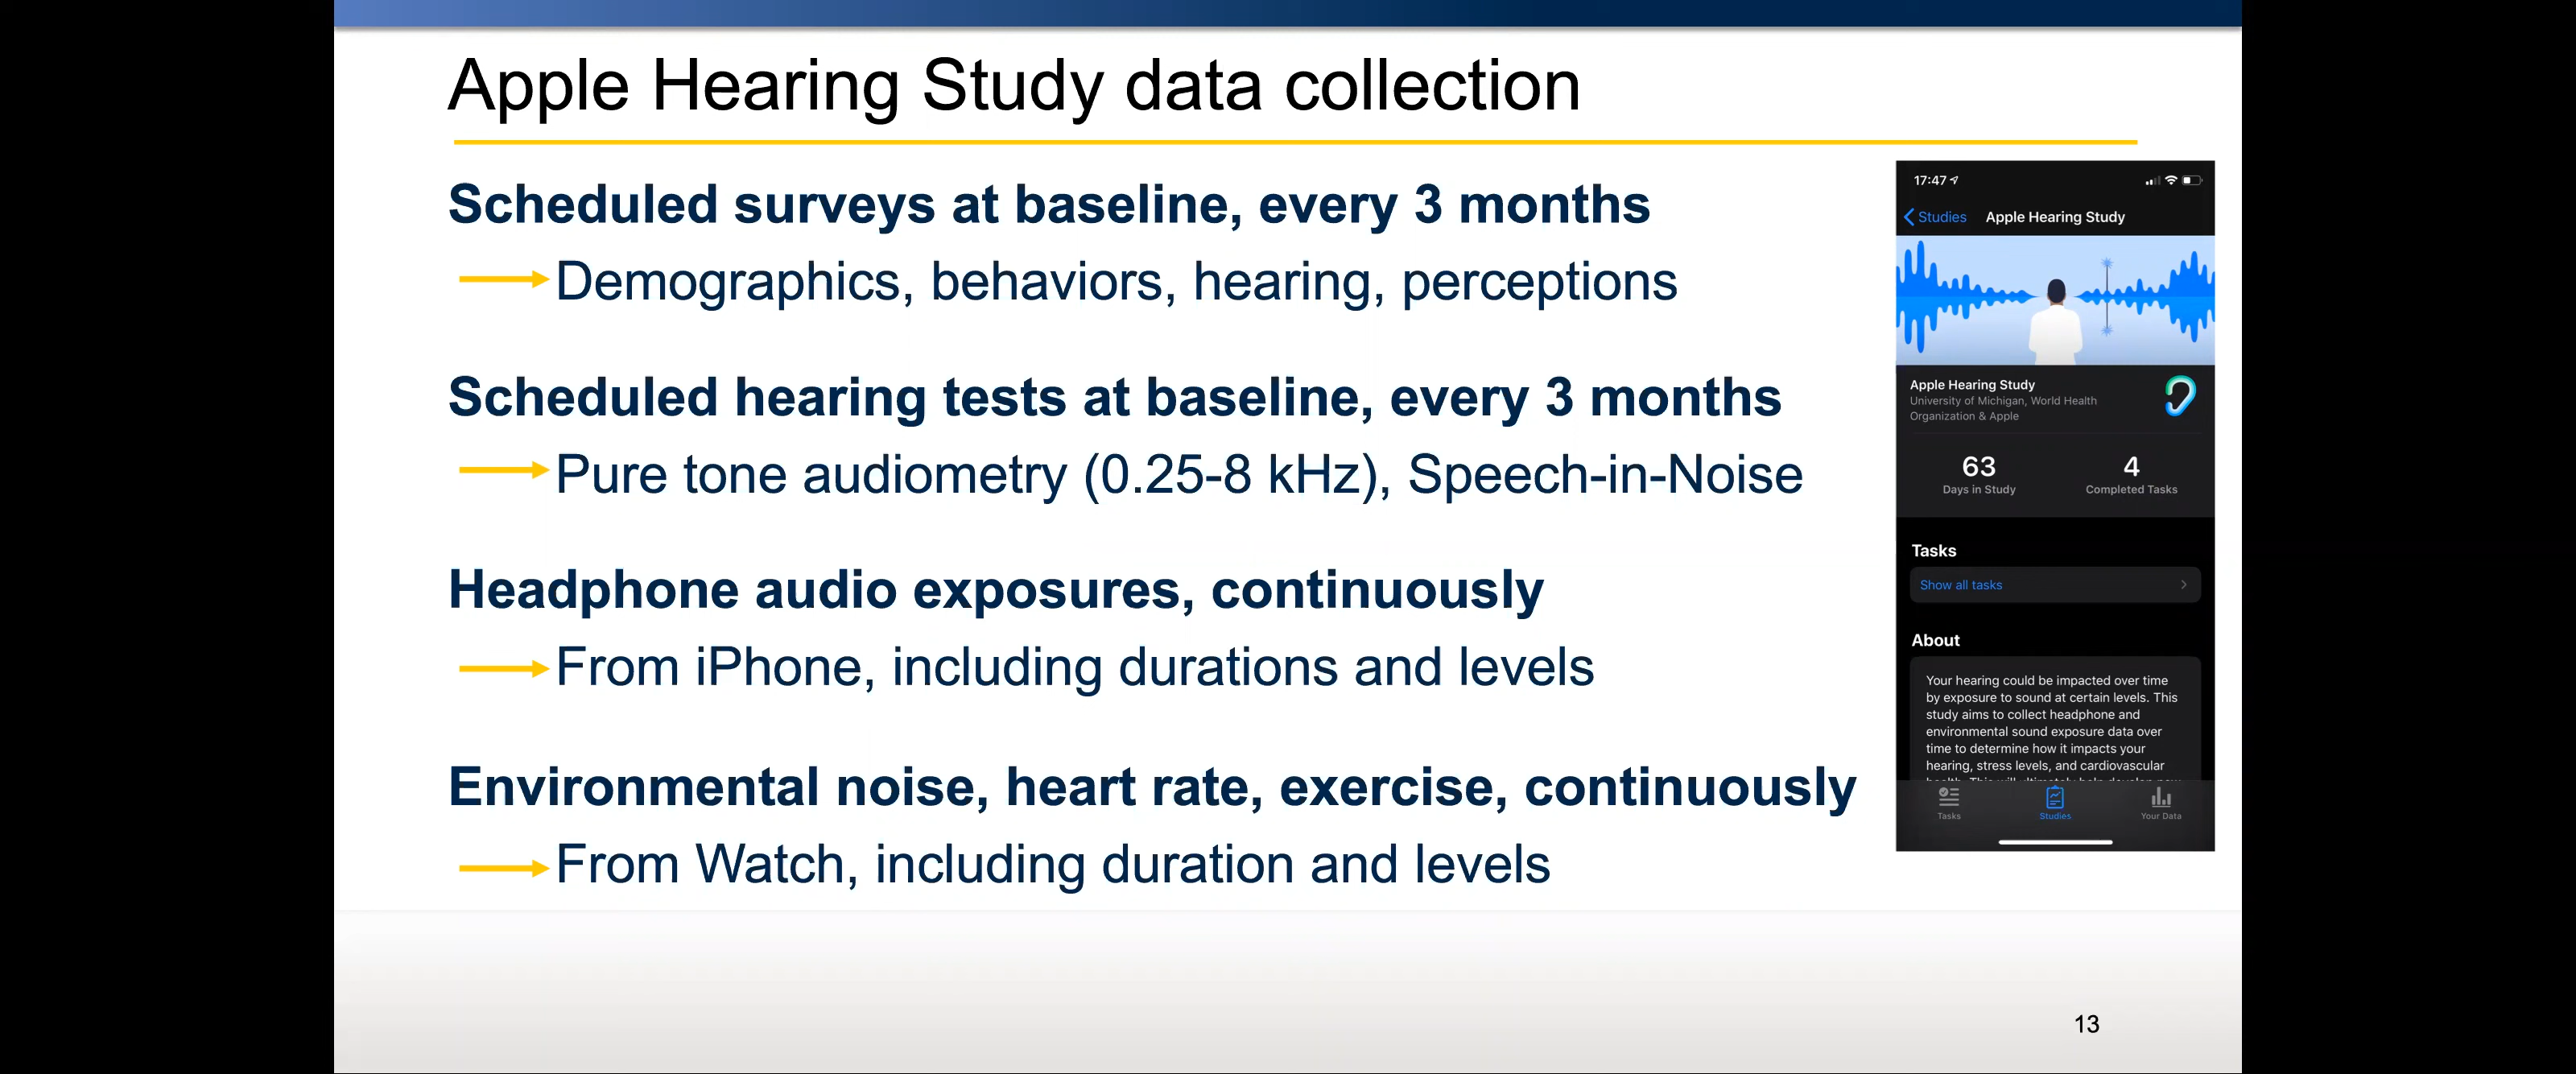 Apple Hearing Study data collection
Scheduled surveys at baseline, every 3 months
Demographics, behaviors, hearing, perceptions
Scheduled hearing tests at baseline, every 3 months
Pure tone audiometry (0.25-8 kHz), Speech-in-Noise
Headphone audio exposures, continuously
From iPhone, including durations and levels
Environmental noise, heart rate, exercise, continuously
From Watch, including duration and levels
17:47
Studies Apple Hearing Study
Apple Hearing Study
University of Michigan, World Health
Organization & Apple
63 4
Days in Study Completed Tasks
Tasks
Show all tasks
About
Your hearing could be impacted over time
by exposure to sound at certain levels. This
study aims to collect headphone and
environmental sound exposure data over
time to determine how it impacts your
hearing, stress levels, and cardiovascular
Tasks Studies Your Data
13